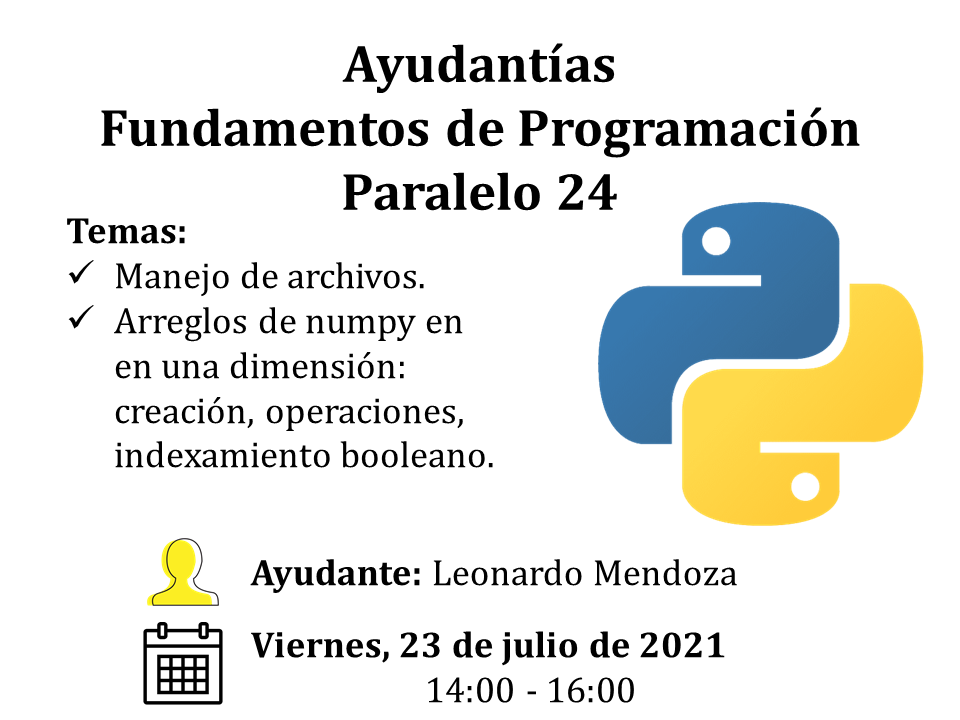 Ayudantías
Fundamentos de Programación
Paralelo 24
Temas:
✓ Manejo de archivos.
✓ Arreglos de numpy en
en una dimensión:
creación, operaciones,
indexamiento booleano.
Ayudante: Leonardo Mendoza
Viernes, 23 de julio de 2021
14:00 - 16:00